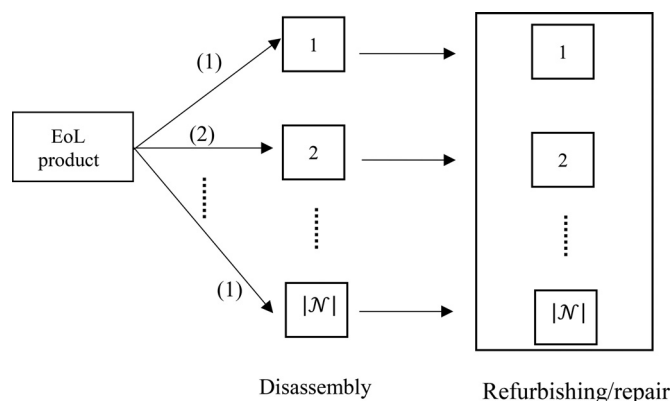 (1)
1
1
EoL
product
(2)
2
2
(1)
|𝒩|
|𝒩|
Disassembly
Refurbishing/repair